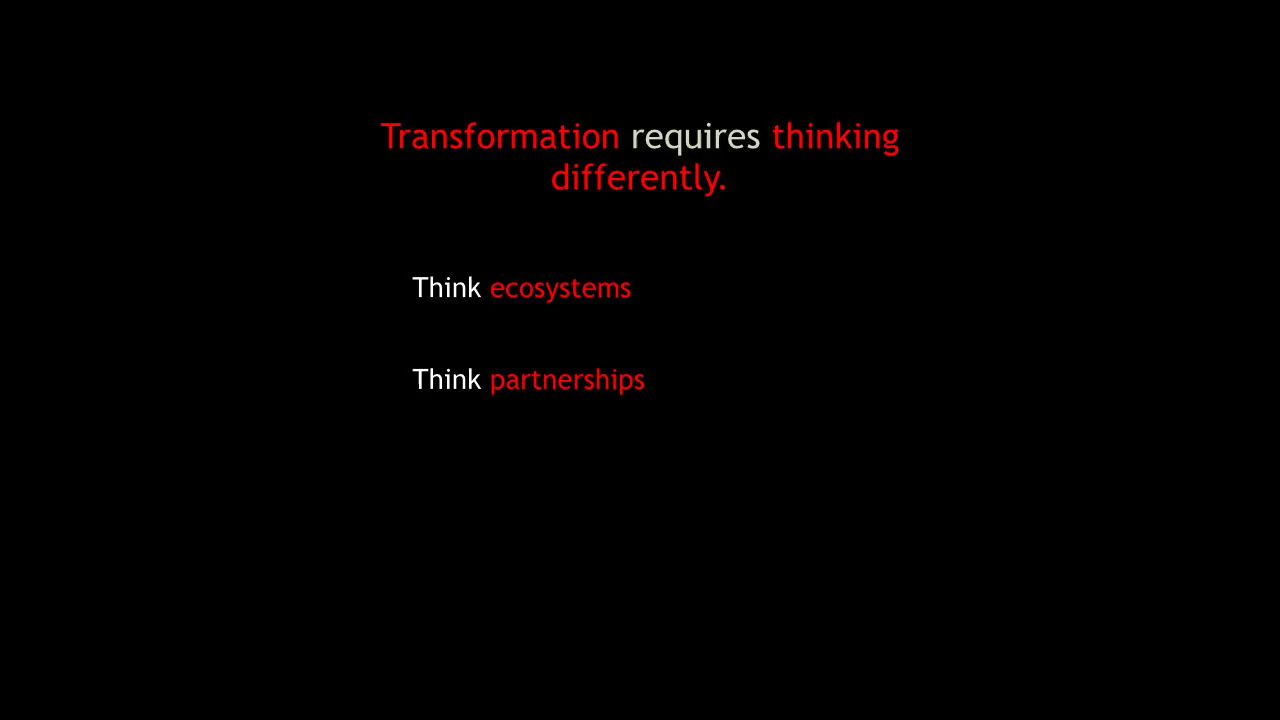 Transformation requires thinking
differently.
Think ecosystems
Think partnerships